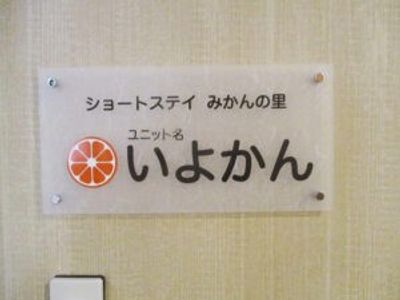 ショートステイ みかんの里
ユニット名
いよかん